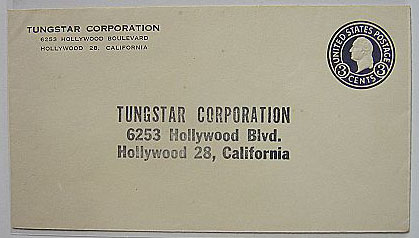 TUNGSTAR CORPORATION
6253 HOLLYWOOD BOULEVARD
HOLLYWOOD 28, CALIFORNIA
UNITED STATES POSTAGE
3 CENTS 3
TUNGSTAR CORPORATION
6253 Hollywood Blvd.
Hollywood 28, California